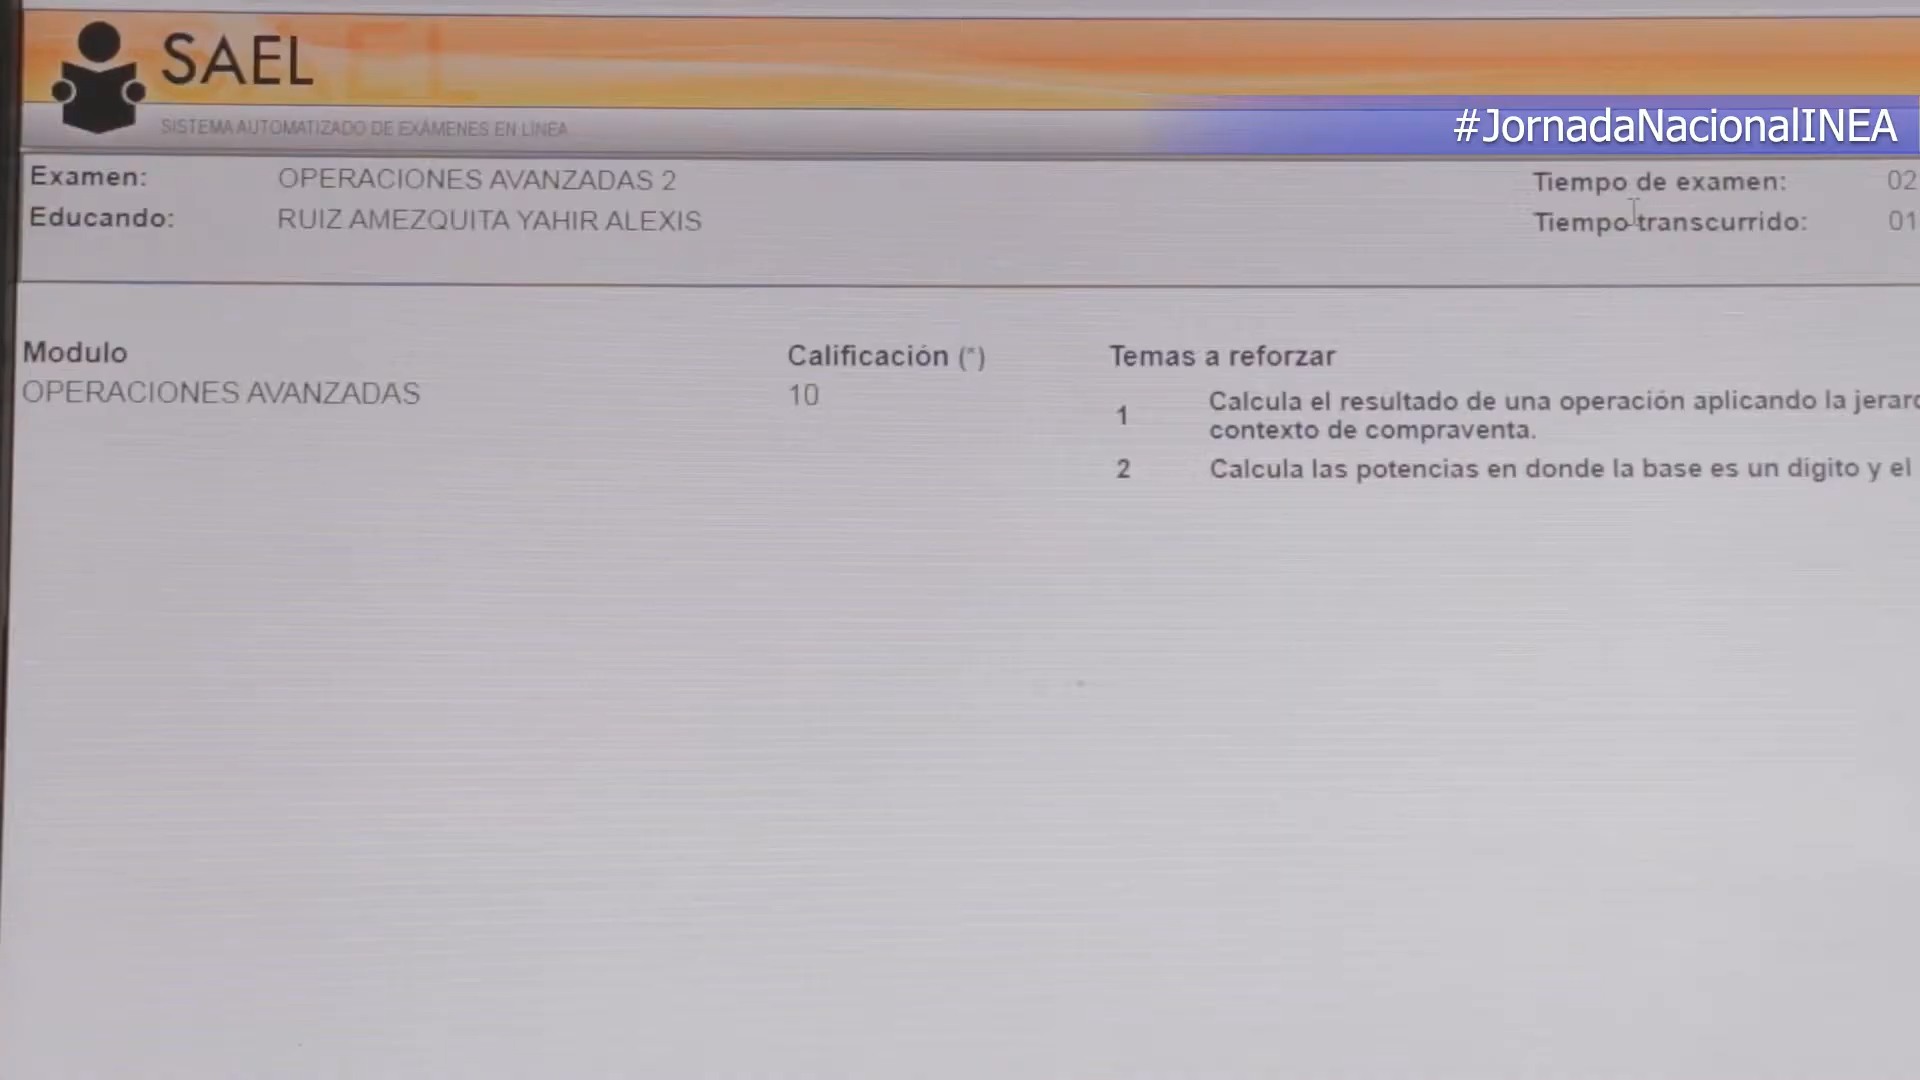 SAEL
SISTEMA AUTOMATIZADO DE EXÁMENES EN LÍNEA
#JornadaNacionalINEA
Examen: OPERACIONES AVANZADAS 2
Tiempo de examen: 02
Educando: RUIZ AMEZQUITA YAHIR ALEXIS
Tiempo transcurrido: 01
Modulo Calificación (*) Temas a reforzar
OPERACIONES AVANZADAS 10
1 Calcula el resultado de una operación aplicando la jerar
contexto de compraventa.
2 Calcula las potencias en donde la base es un dígito y el